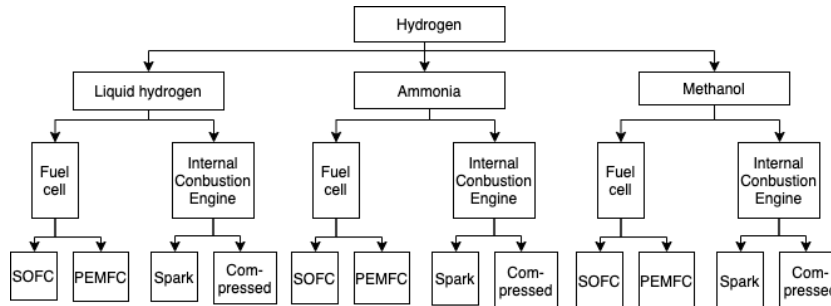 Hydrogen
Liquid hydrogen
Ammonia
Methanol
Fuel
cell
Internal
Conbustion
Engine
Fuel
cell
Internal
Conbustion
Engine
Fuel
cell
Internal
Conbustion
Engine
SOFC
PEMFC
Spark
Com-
pressed
SOFC
PEMFC
Spark
Com-
pressed
SOFC
PEMFC
Spark
Com-
pressed